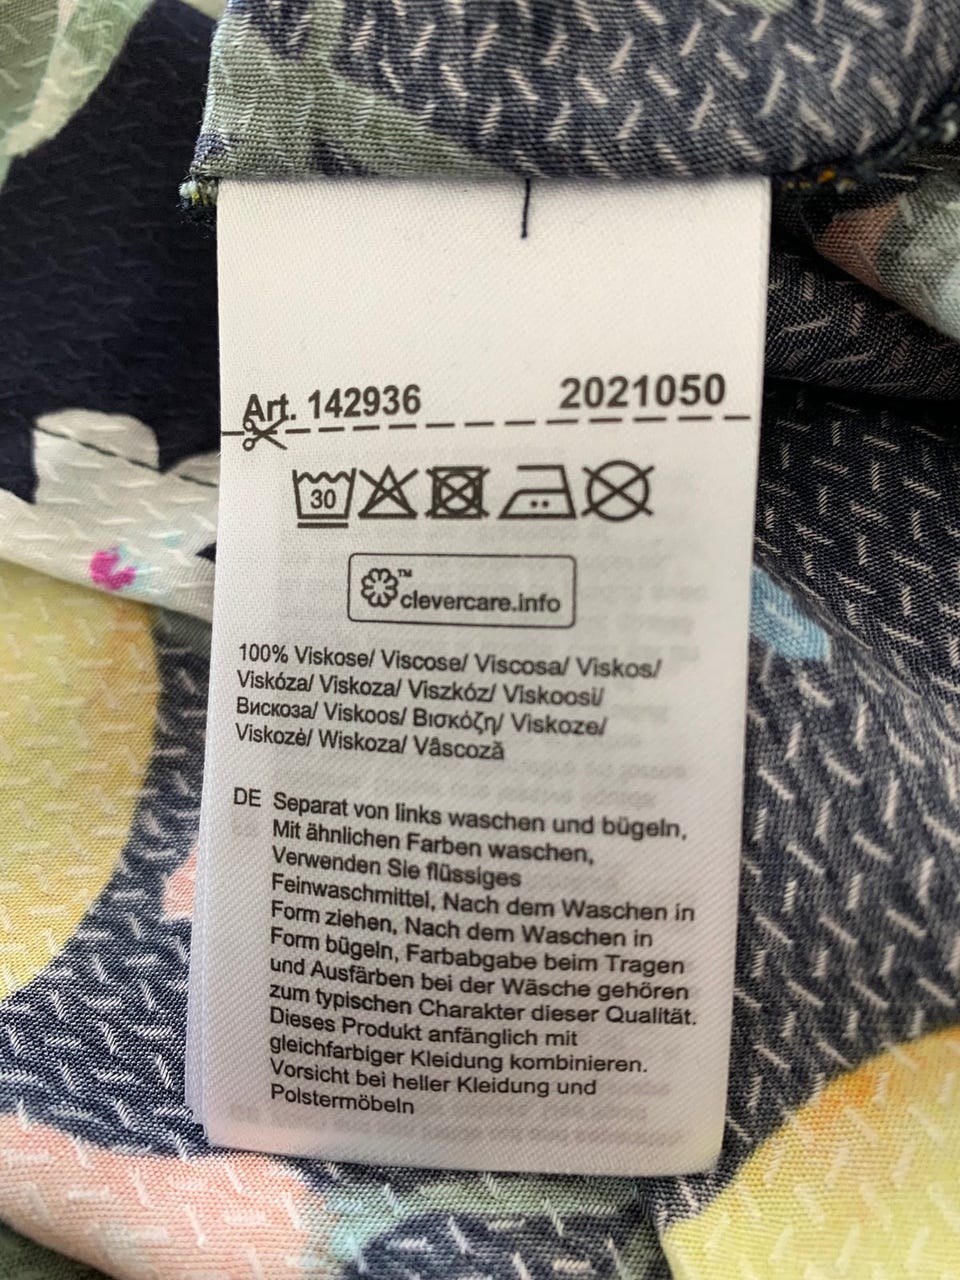 Art. 142936 2021050
30
™
clevercare.info
100% Viskose/ Viscose/ Viscosa/ Viskos/
Viskóza/ Viskoza/ Viszkóz/ Viskoosi/
Вискоза/ Viskoos/ Βισκόζη/ Viskoze/
Viskozė/ Wiskoza/ Vâscoză
DE Separat von links waschen und bügeln,
Mit ähnlichen Farben waschen,
Verwenden Sie flüssiges
Feinwaschmittel, Nach dem Waschen in
Form ziehen, Nach dem Waschen in
Form bügeln, Farbabgabe beim Tragen
und Ausfärben bei der Wäsche gehören
zum typischen Charakter dieser Qualität.
Dieses Produkt anfänglich mit
gleichfarbiger Kleidung kombinieren.
Vorsicht bei heller Kleidung und
Polstermöbeln